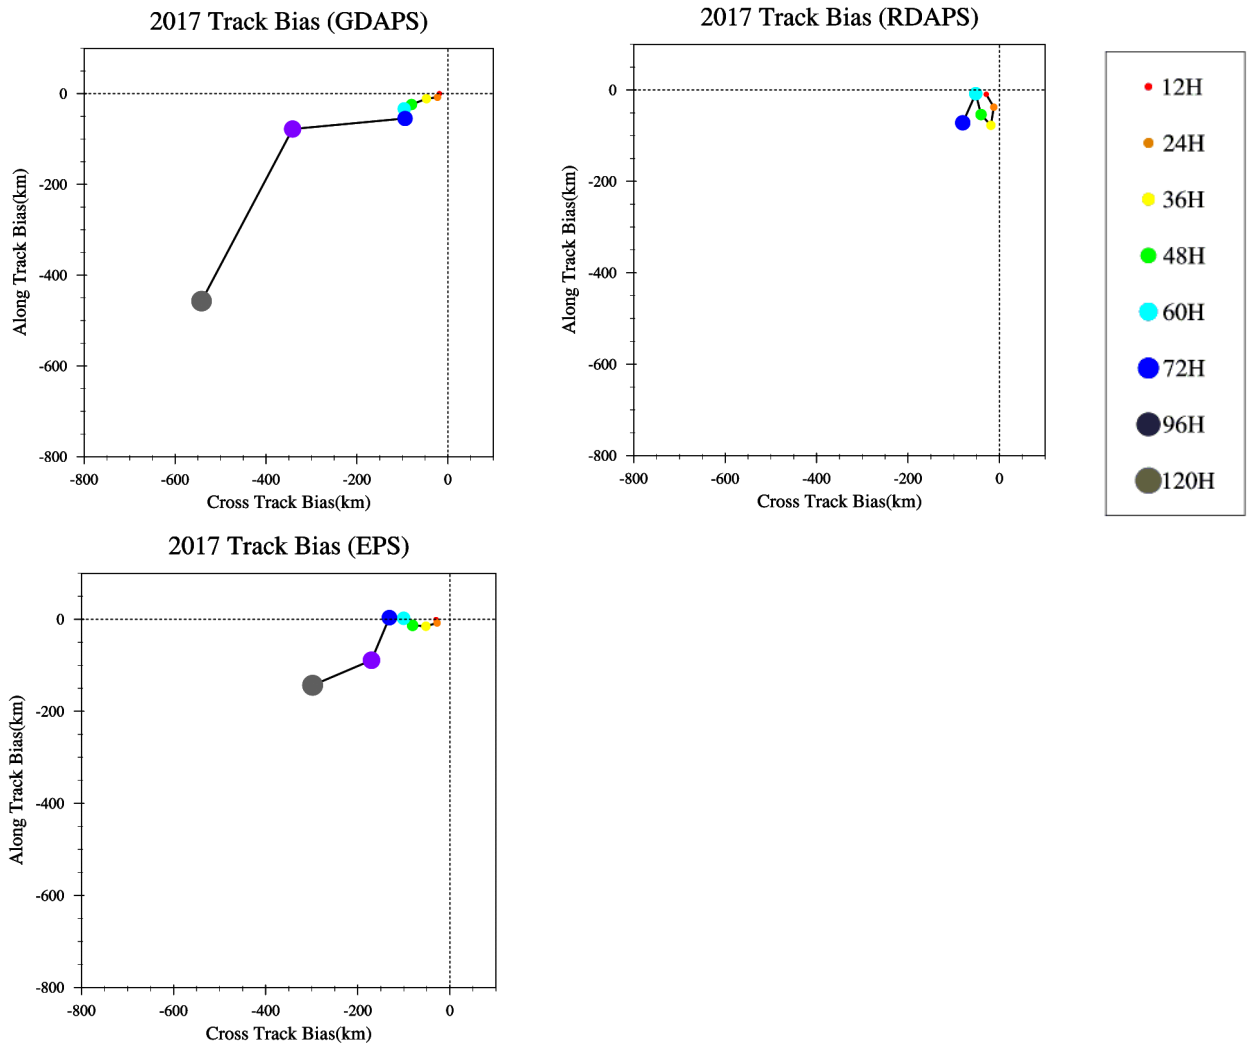 2017 Track Bias (GDAPS)
0
-200
-400
-600
-800
Along Track Bias(km)
-800 -600 -400 -200 0
Cross Track Bias(km)
2017 Track Bias (RDAPS)
0
-200
-400
-600
-800
Along Track Bias(km)
-800 -600 -400 -200 0
Cross Track Bias(km)
12H
24H
36H
48H
60H
72H
96H
120H
2017 Track Bias (EPS)
0
-200
-400
-600
-800
Along Track Bias(km)
-800 -600 -400 -200 0
Cross Track Bias(km)